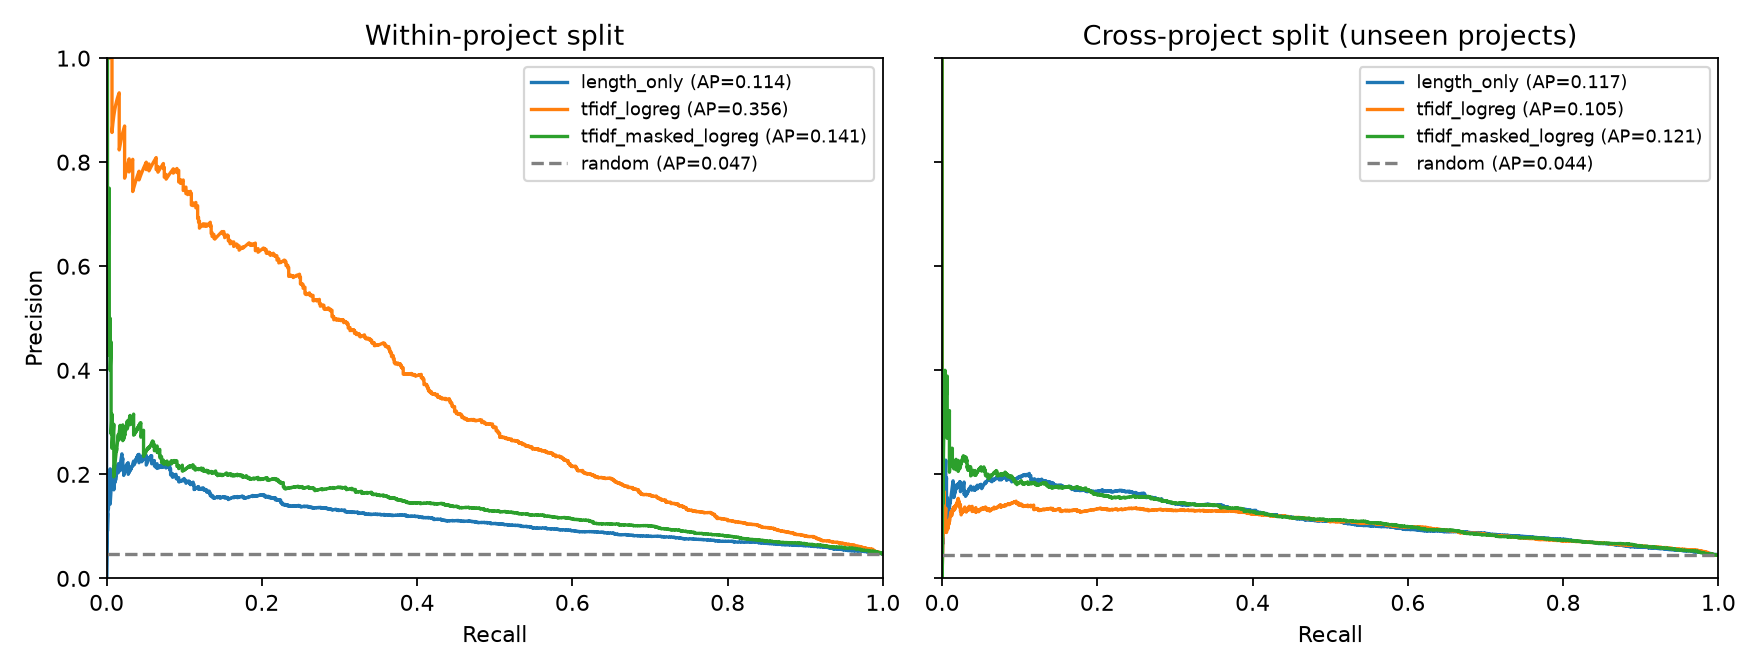 Within-project split
Cross-project split (unseen projects)
Precision
1.0
0.8
0.6
0.4
0.2
0.0
length_only (AP=0.114)
tfidf_logreg (AP=0.356)
tfidf_masked_logreg (AP=0.141)
random (AP=0.047)
0.0 0.2 0.4 0.6 0.8 1.0
Recall
length_only (AP=0.117)
tfidf_logreg (AP=0.105)
tfidf_masked_logreg (AP=0.121)
random (AP=0.044)
0.0 0.2 0.4 0.6 0.8 1.0
Recall